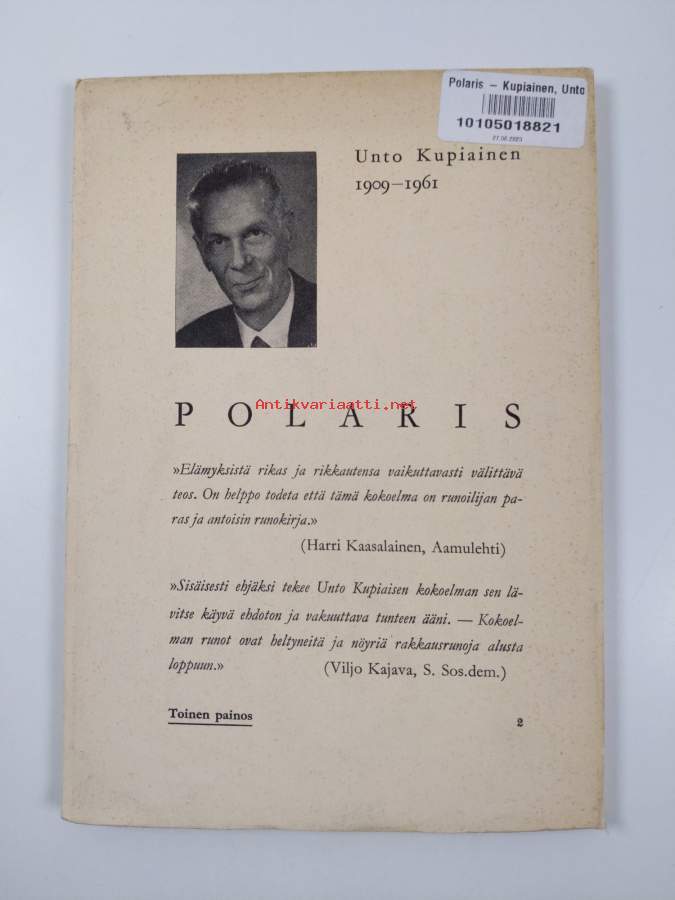 Polaris – Kupiainen, Unto
10105018821
27.06.2023
Unto Kupiainen
1909–1961
Antikvariaatti.net
POLARIS
»Elämyksistä rikas ja rikkautensa vaikuttavasti välittävä
teos. On helppo todeta että tämä kokoelma on runoilijan pa-
ras ja antoisin runokirja.»
(Harri Kaasalainen, Aamulehti)
»Sisäisesti ehjäksi tekee Unto Kupiaisen kokoelman sen lä-
vitse käyvä ehdoton ja vakuuttava tunteen ääni. — Kokoel-
man runot ovat heltyneitä ja nöyriä rakkausrunoja alusta
loppuun.» (Viljo Kajava, S. Sos.dem.)
Toinen painos 2